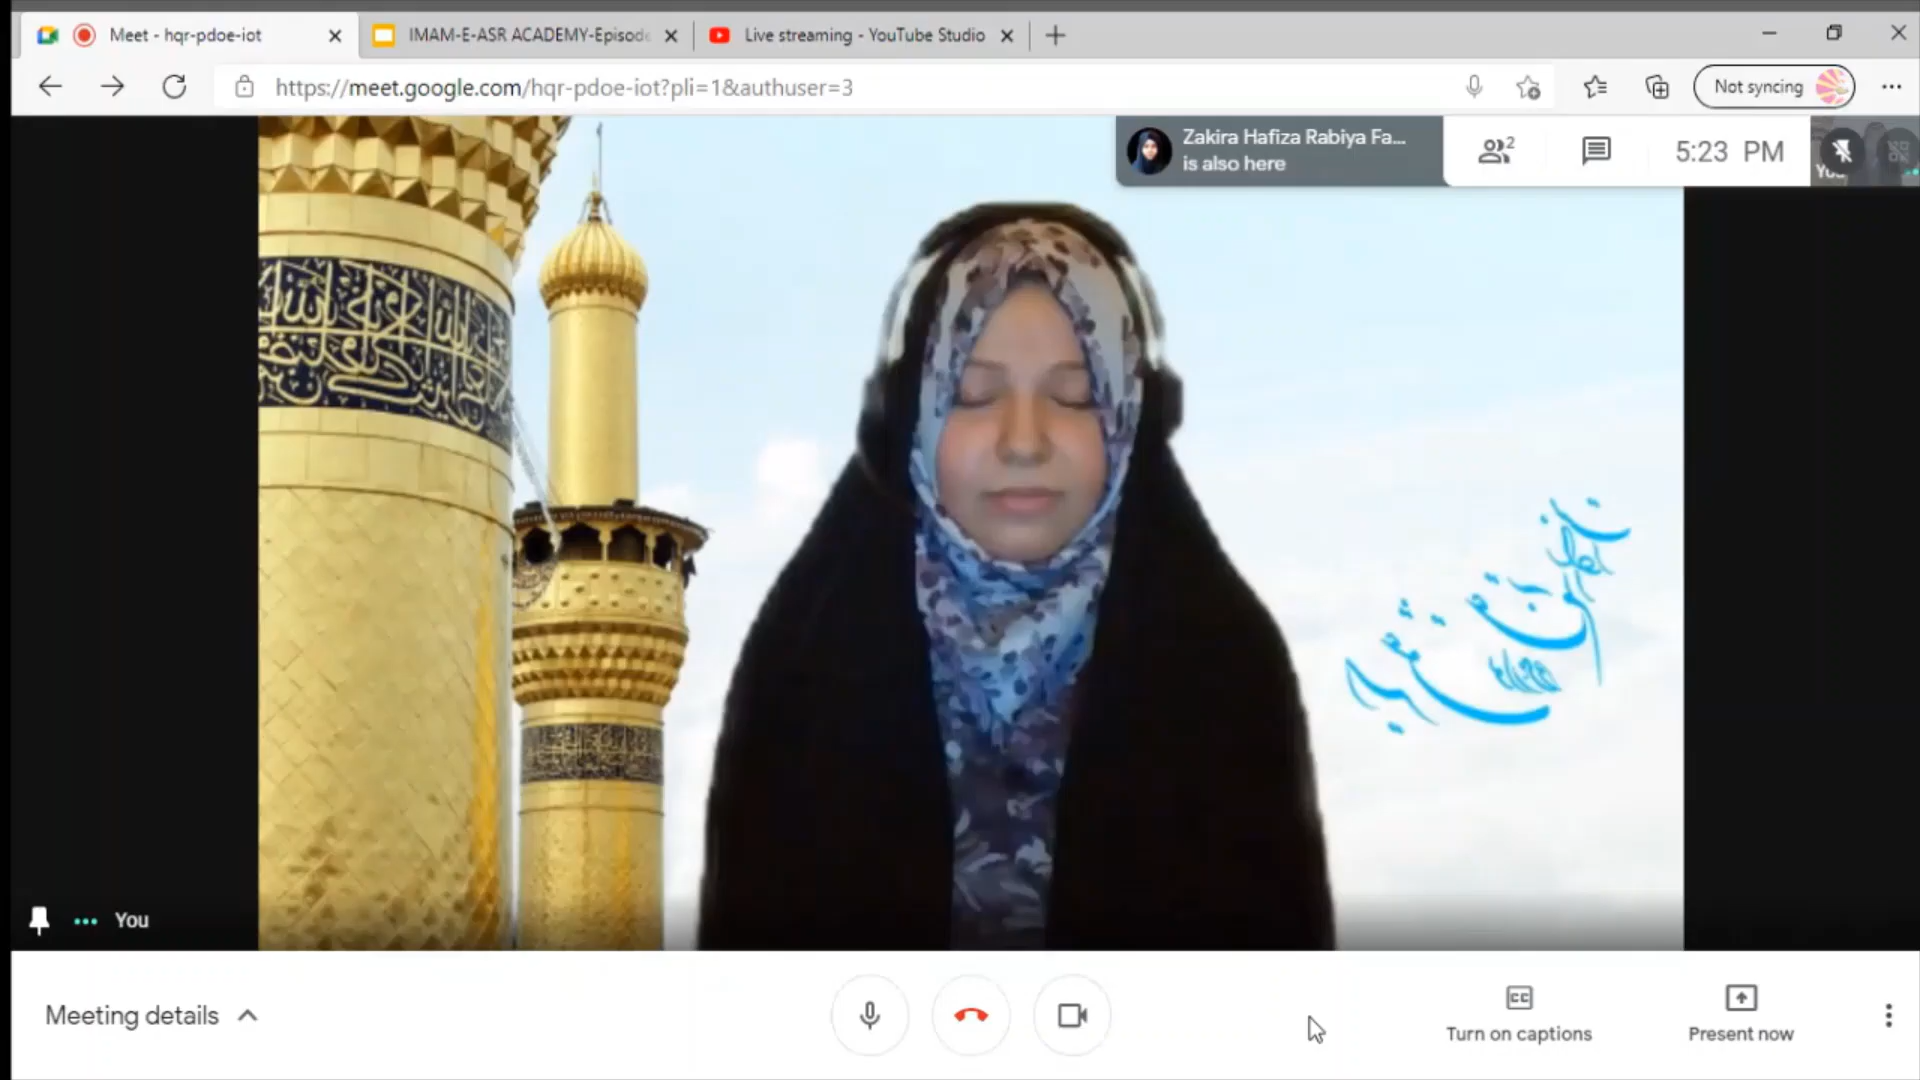 Meet - hqr-pdoe-iot
IMAM-E-ASR ACADEMY-Episode
Live streaming - YouTube Studio
https://meet.google.com/hqr-pdoe-iot?pli=1&authuser=3
Not syncing
Zakira Hafiza Rabiya Fa...
is also here
2
5:23 PM
You
You
Meeting details
CC
Turn on captions
Present now